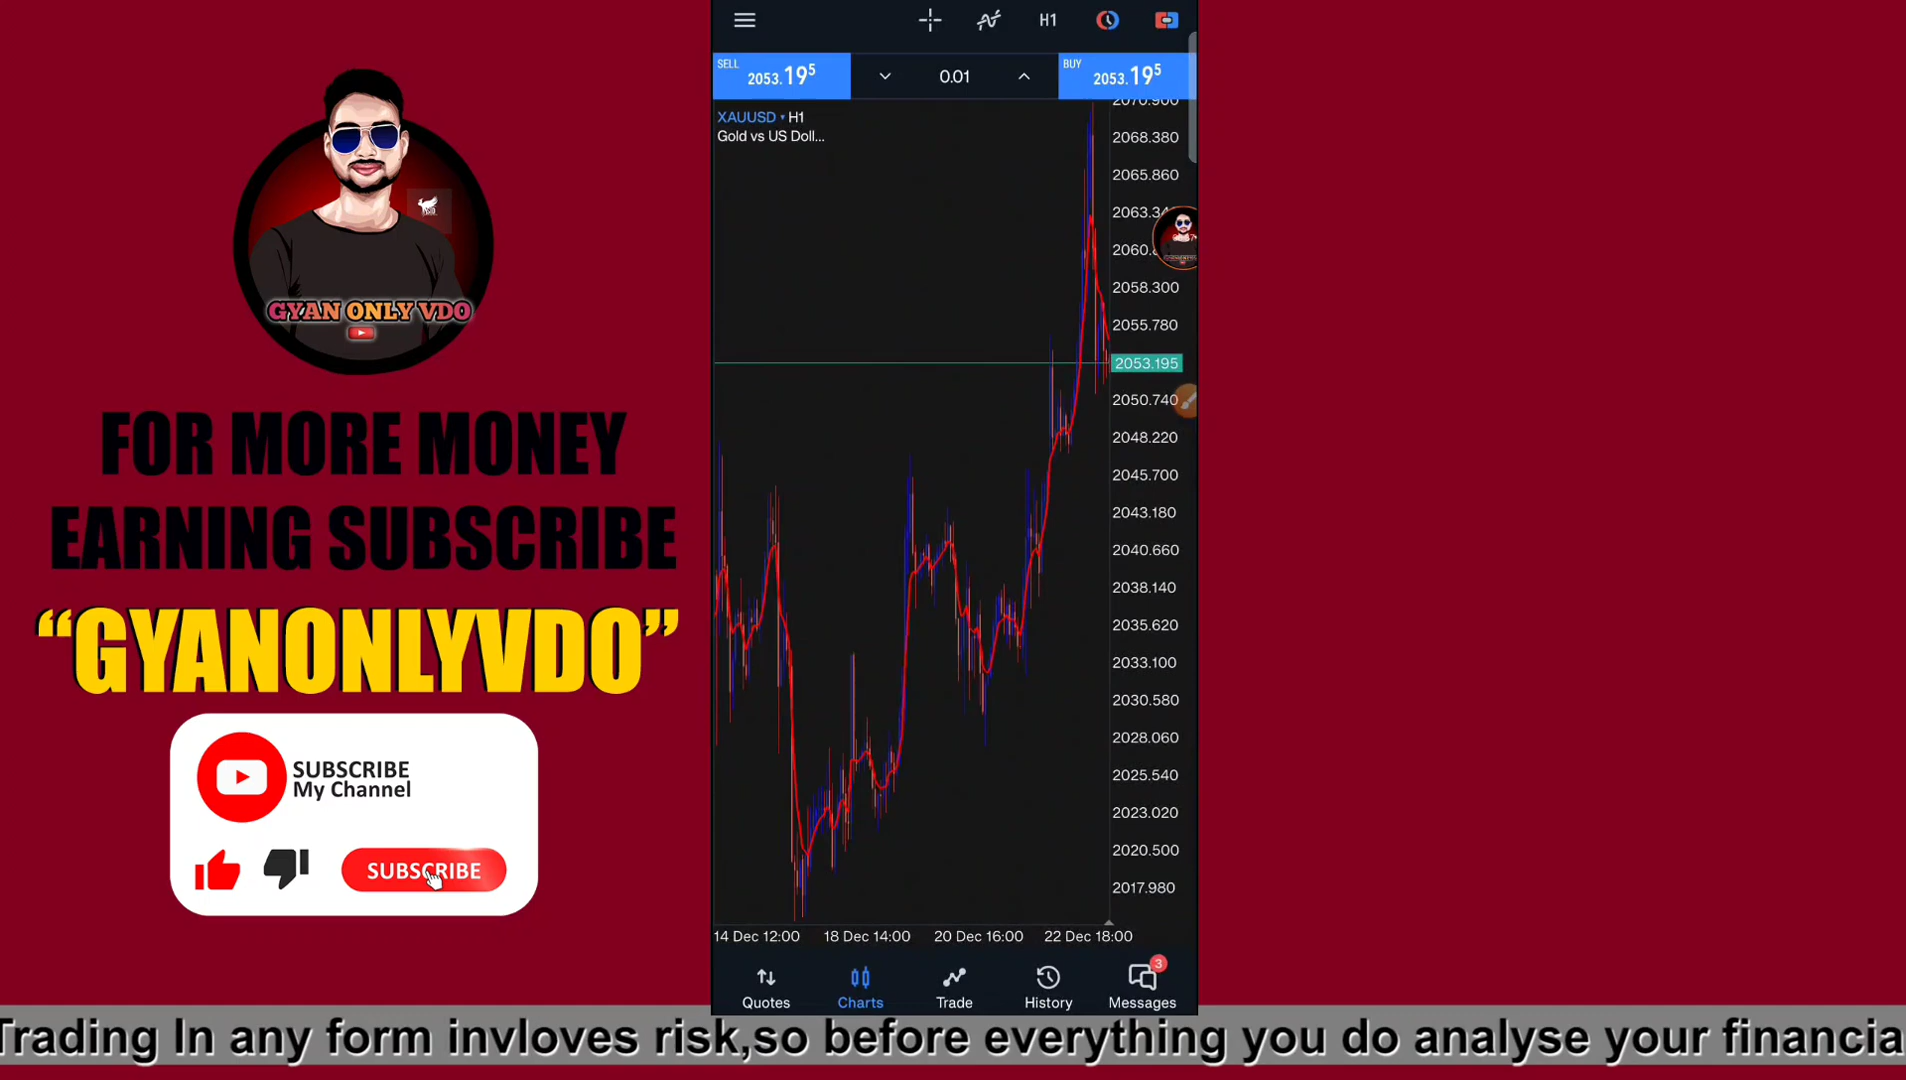 GYAN ONLY VDO
FOR MORE MONEY
EARNING SUBSCRIBE
“GYANONLYVDO”
SUBSCRIBE
My Channel
SUBSCRIBE
H1
SELL
2053.195
0.01
BUY
2053.195
XAUUSD ▾ H1
Gold vs US Doll...
2070.900
2068.380
2065.860
2063.34
2060.
2058.300
2055.780
2053.195
2050.740
2048.220
2045.700
2043.180
2040.660
2038.140
2035.620
2033.100
2030.580
2028.060
2025.540
2023.020
2020.500
2017.980
14 Dec 12:00 18 Dec 14:00 20 Dec 16:00 22 Dec 18:00
3
Quotes Charts Trade History Messages
Trading In any form invloves risk,so before everything you do analyse your financia